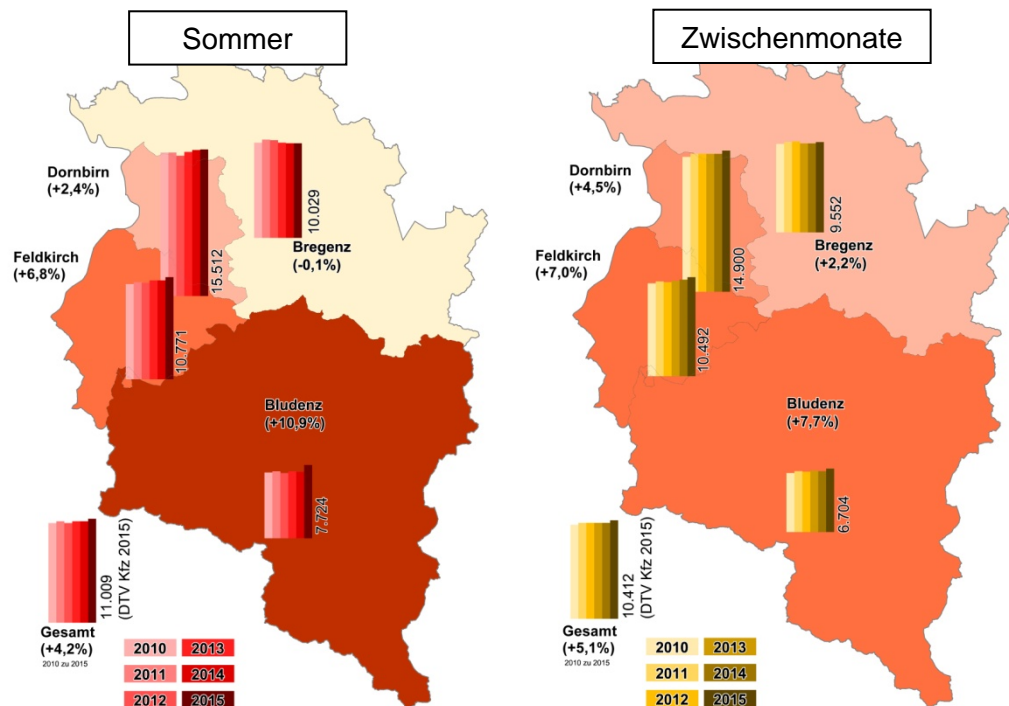 Sommer
Dornbirn
(+2,4%)
15.512
10.029
Bregenz
(-0,1%)
Feldkirch
(+6,8%)
10.771
Bludenz
(+10,9%)
7.724
11.009
(DTV Kfz 2015)
Gesamt
(+4,2%)
2010 zu 2015
2010 2013
2011 2014
2012 2015
Zwischenmonate
Dornbirn
(+4,5%)
14.900
9.552
Bregenz
(+2,2%)
Feldkirch
(+7,0%)
10.492
Bludenz
(+7,7%)
6.704
10.412
(DTV Kfz 2015)
Gesamt
(+5,1%)
2010 zu 2015
2010 2013
2011 2014
2012 2015